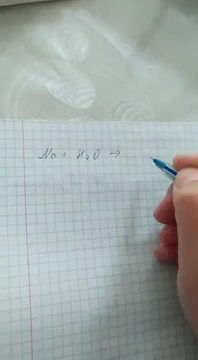 Na + H₂O →